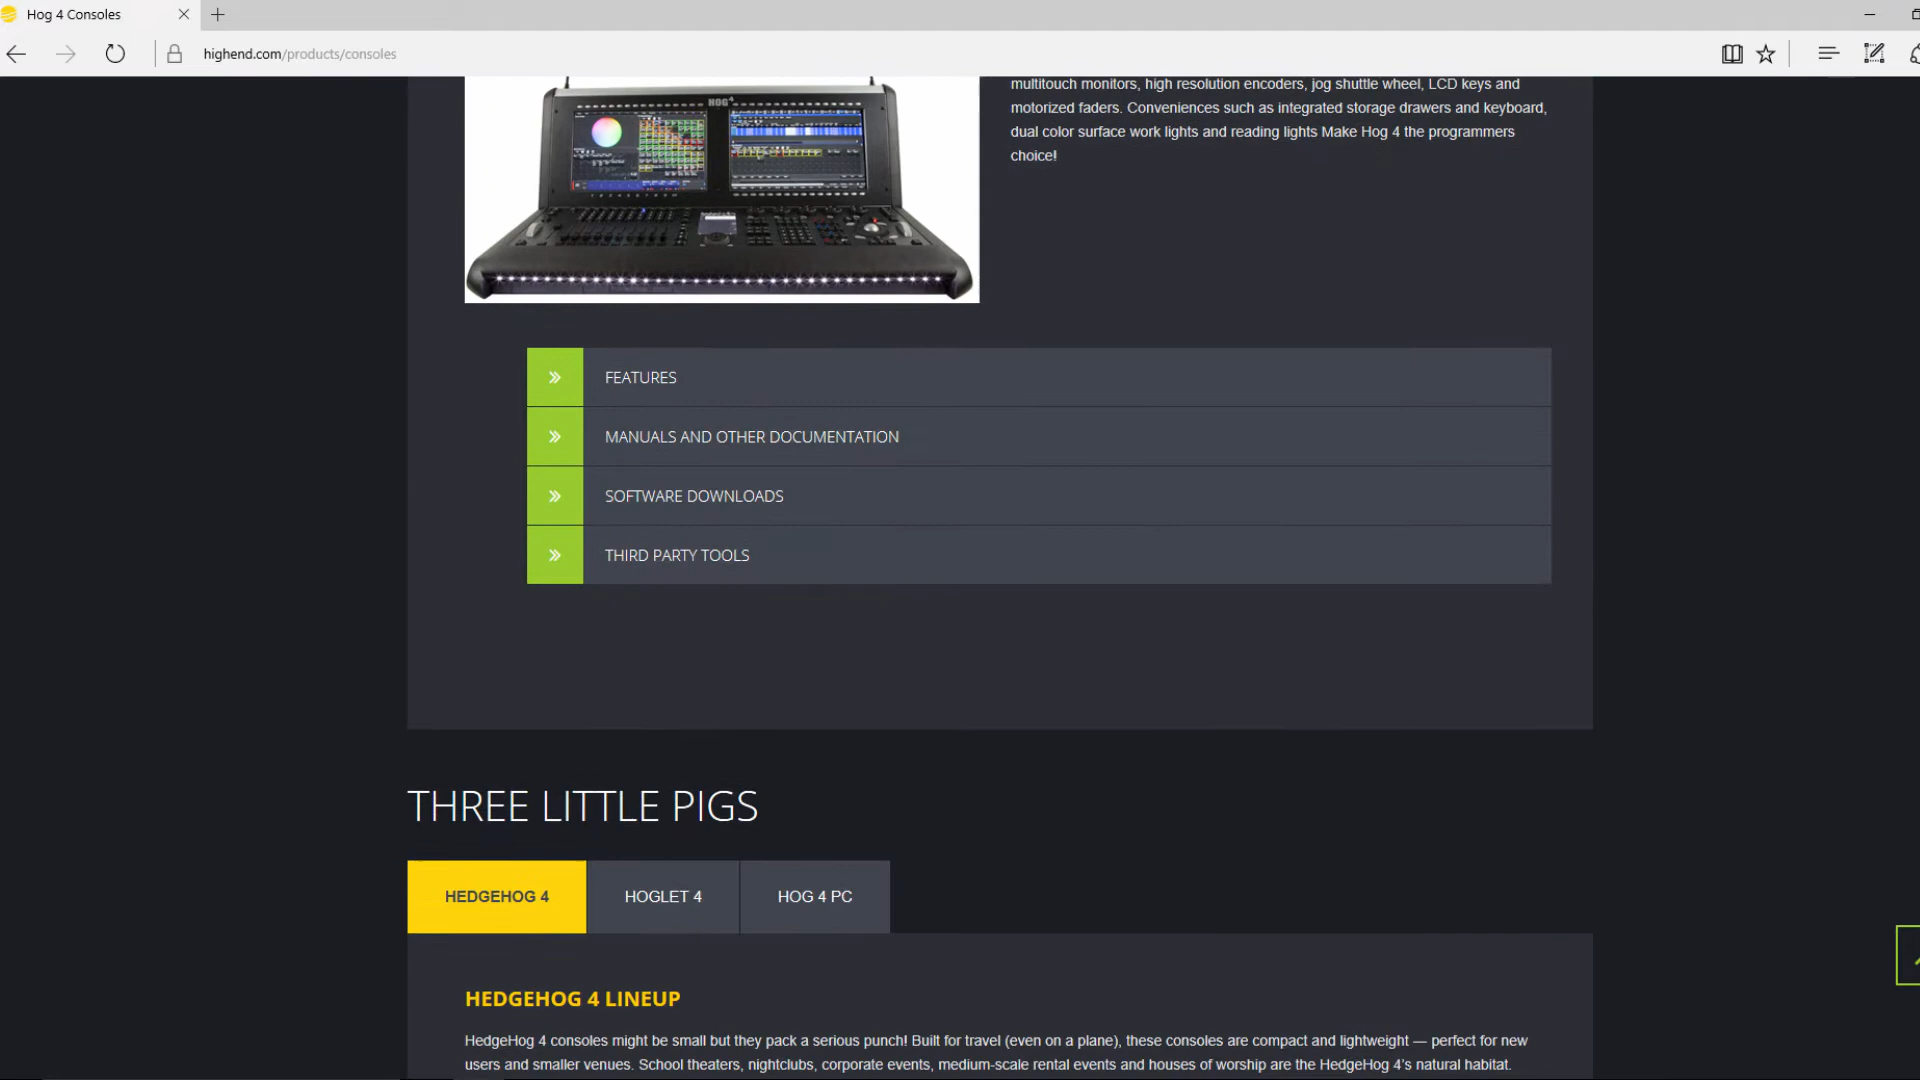 Hog 4 Consoles
highend.com/products/consoles
multitouch monitors, high resolution encoders, jog shuttle wheel, LCD keys and
motorized faders. Conveniences such as integrated storage drawers and keyboard,
dual color surface work lights and reading lights Make Hog 4 the programmers
choice!
HOG4
FEATURES
MANUALS AND OTHER DOCUMENTATION
SOFTWARE DOWNLOADS
THIRD PARTY TOOLS
THREE LITTLE PIGS
HEDGEHOG 4
HOGLET 4
HOG 4 PC
HEDGEHOG 4 LINEUP
HedgeHog 4 consoles might be small but they pack a serious punch! Built for travel (even on a plane), these consoles are compact and lightweight — perfect for new
users and smaller venues. School theaters, nightclubs, corporate events, medium-scale rental events and houses of worship are the HedgeHog 4's natural habitat.